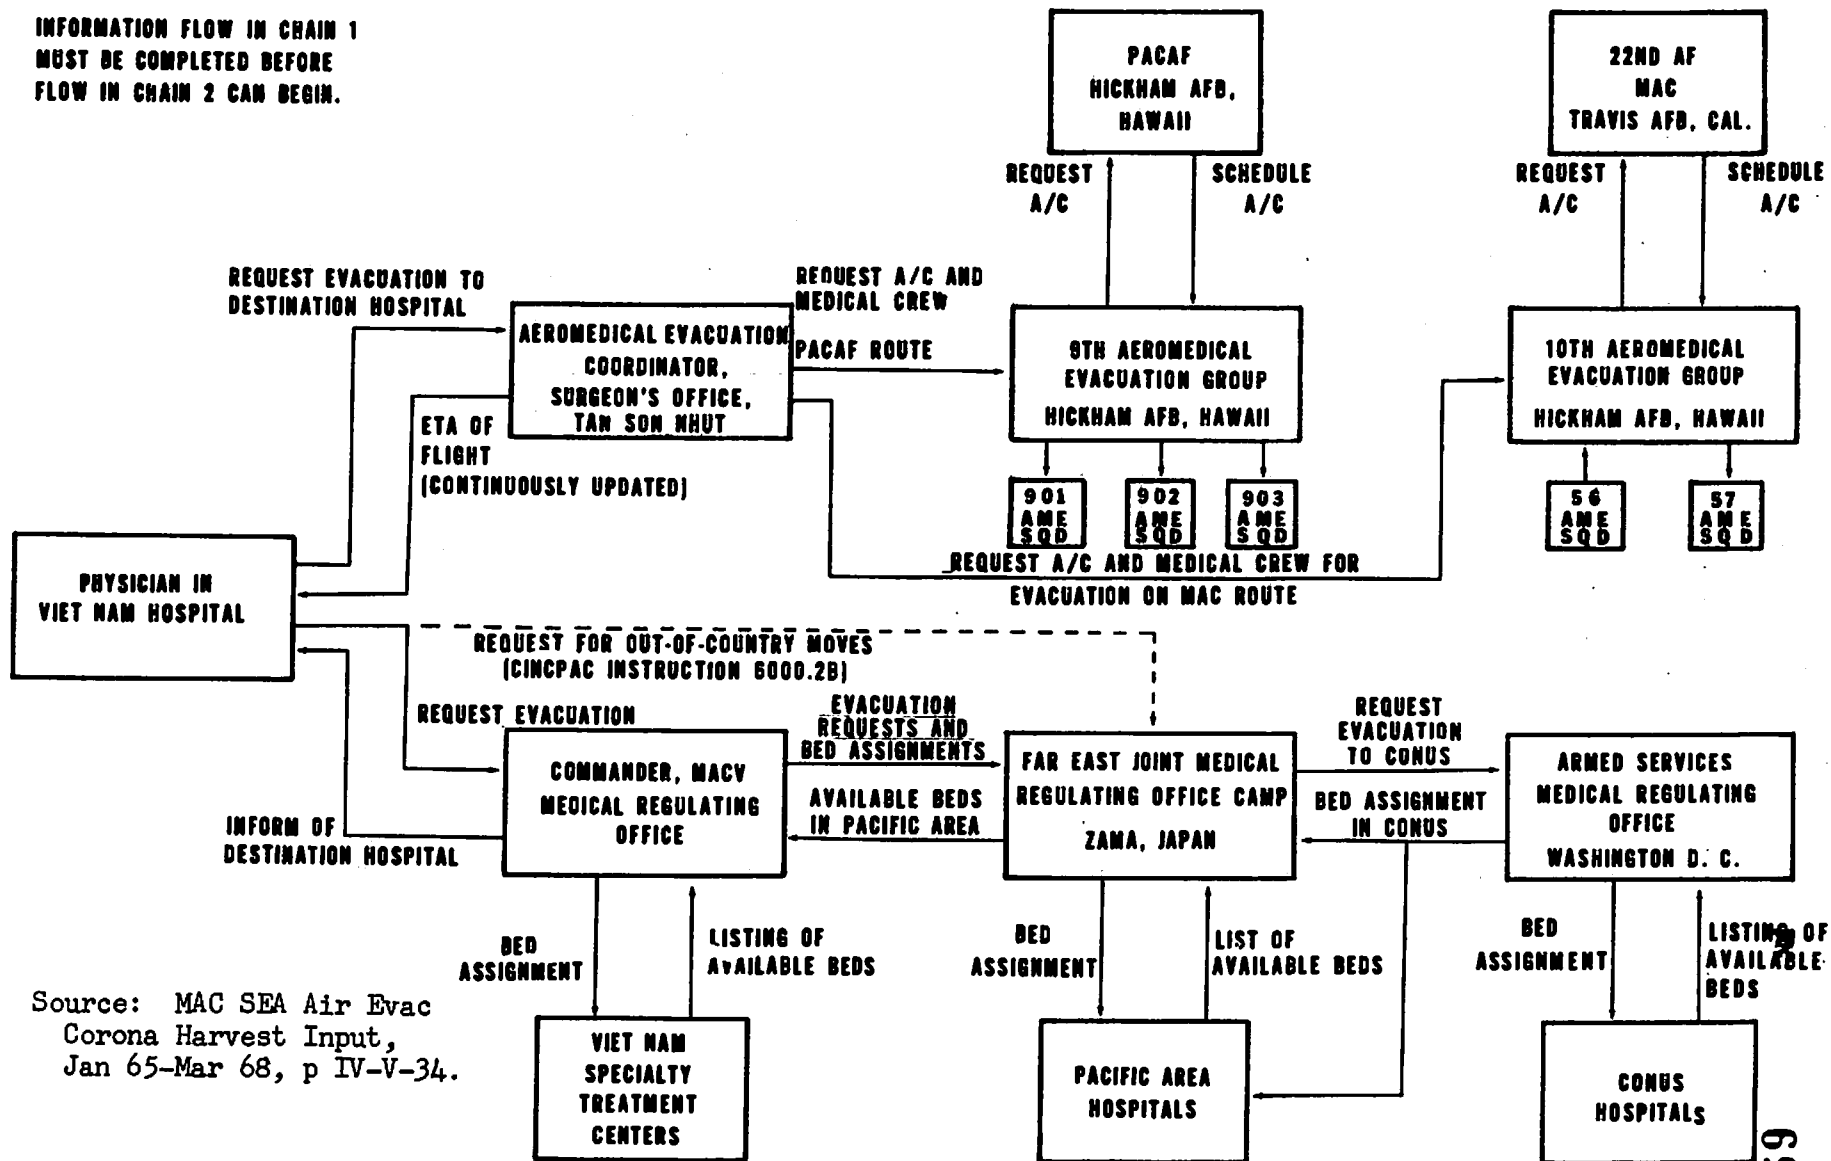 INFORMATION FLOW IN CHAIN 1
MUST BE COMPLETED BEFORE
FLOW IN CHAIN 2 CAN BEGIN.
PACAF
HICKHAM AFB,
HAWAII
22ND AF
MAC
TRAVIS AFB, CAL.
REQUEST
A/C
SCHEDULE
A/C
REQUEST
A/C
SCHEDULE
A/C
REQUEST EVACUATION TO
DESTINATION HOSPITAL
AEROMEDICAL EVACUATION
COORDINATOR,
SURGEON'S OFFICE,
TAN SON NHUT
REQUEST A/C AND
MEDICAL CREW
PACAF ROUTE
9TH AEROMEDICAL
EVACUATION GROUP
HICKHAM AFB, HAWAII
10TH AEROMEDICAL
EVACUATION GROUP
HICKHAM AFB, HAWAII
ETA OF
FLIGHT
(CONTINUOUSLY UPDATED)
901
AME
SQD
902
AME
SQD
903
AME
SQD
56
AME
SQD
57
AME
SQD
REQUEST A/C AND MEDICAL CREW FOR
EVACUATION ON MAC ROUTE
PHYSICIAN IN
VIET NAM HOSPITAL
REQUEST FOR OUT-OF-COUNTRY MOVES
(CINCPAC INSTRUCTION 6000.2B)
REQUEST EVACUATION
EVACUATION
REQUESTS AND
BED ASSIGNMENTS
REQUEST
EVACUATION
TO CONUS
COMMANDER, MACV
MEDICAL REGULATING
OFFICE
AVAILABLE BEDS
IN PACIFIC AREA
FAR EAST JOINT MEDICAL
REGULATING OFFICE CAMP
ZAMA, JAPAN
BED ASSIGNMENT
IN CONUS
ARMED SERVICES
MEDICAL REGULATING
OFFICE
WASHINGTON D. C.
INFORM OF
DESTINATION HOSPITAL
BED
ASSIGNMENT
LISTING OF
AVAILABLE BEDS
BED
ASSIGNMENT
LIST OF
AVAILABLE BEDS
BED
ASSIGNMENT
LISTING OF
AVAILABLE
BEDS
Source: MAC SEA Air Evac
Corona Harvest Input,
Jan 65-Mar 68, p IV-V-34.
VIET NAM
SPECIALTY
TREATMENT
CENTERS
PACIFIC AREA
HOSPITALS
CONUS
HOSPITALS